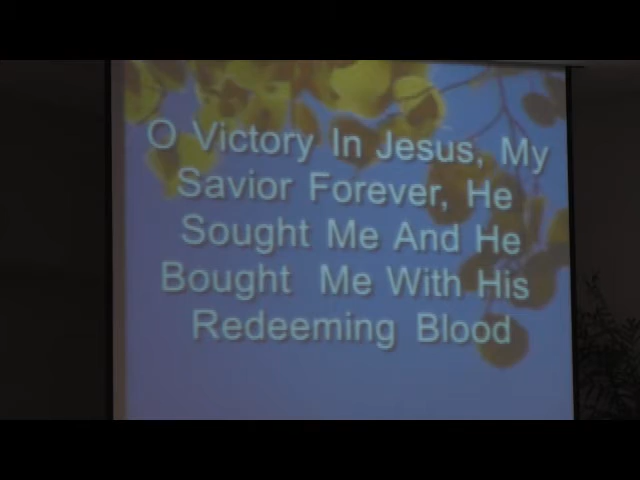 O Victory In Jesus, My
Savior Forever, He
Sought Me And He
Bought Me With His
Redeeming Blood